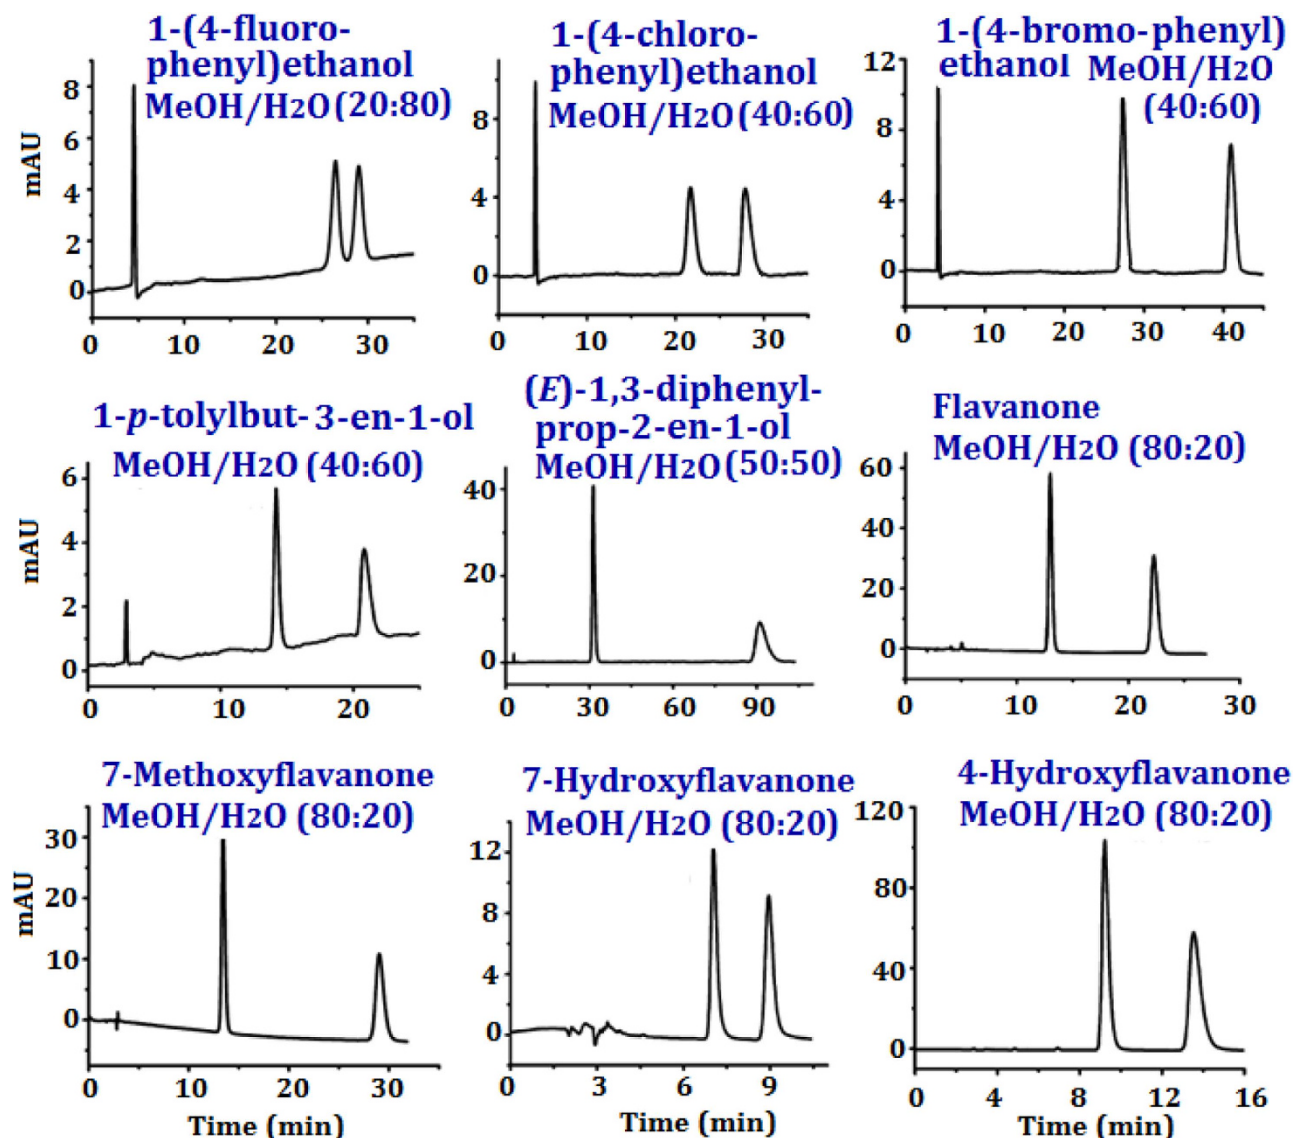 1-(4-fluoro-
phenyl)ethanol
MeOH/H2O (20:80)
8
6
4
2
0
mAU
0 10 20 30
1-(4-chloro-
phenyl)ethanol
MeOH/H2O (40:60)
8
4
0
0 10 20 30
1-(4-bromo-phenyl)
ethanol MeOH/H2O
(40:60)
12
8
4
0
0 10 20 30 40
1-p-tolylbut-3-en-1-ol
MeOH/H2O (40:60)
6
4
2
0
mAU
0 10 20
(E)-1,3-diphenyl-
prop-2-en-1-ol
MeOH/H2O (50:50)
40
20
0
0 30 60 90
Flavanone
MeOH/H2O (80:20)
60
40
20
0
0 10 20 30
7-Methoxyflavanone
MeOH/H2O (80:20)
30
20
10
0
mAU
0 10 20 30
Time (min)
7-Hydroxyflavanone
MeOH/H2O (80:20)
12
8
4
0
0 3 6 9
Time (min)
4-Hydroxyflavanone
MeOH/H2O (80:20)
120
80
40
0
0 4 8 12 16
Time (min)